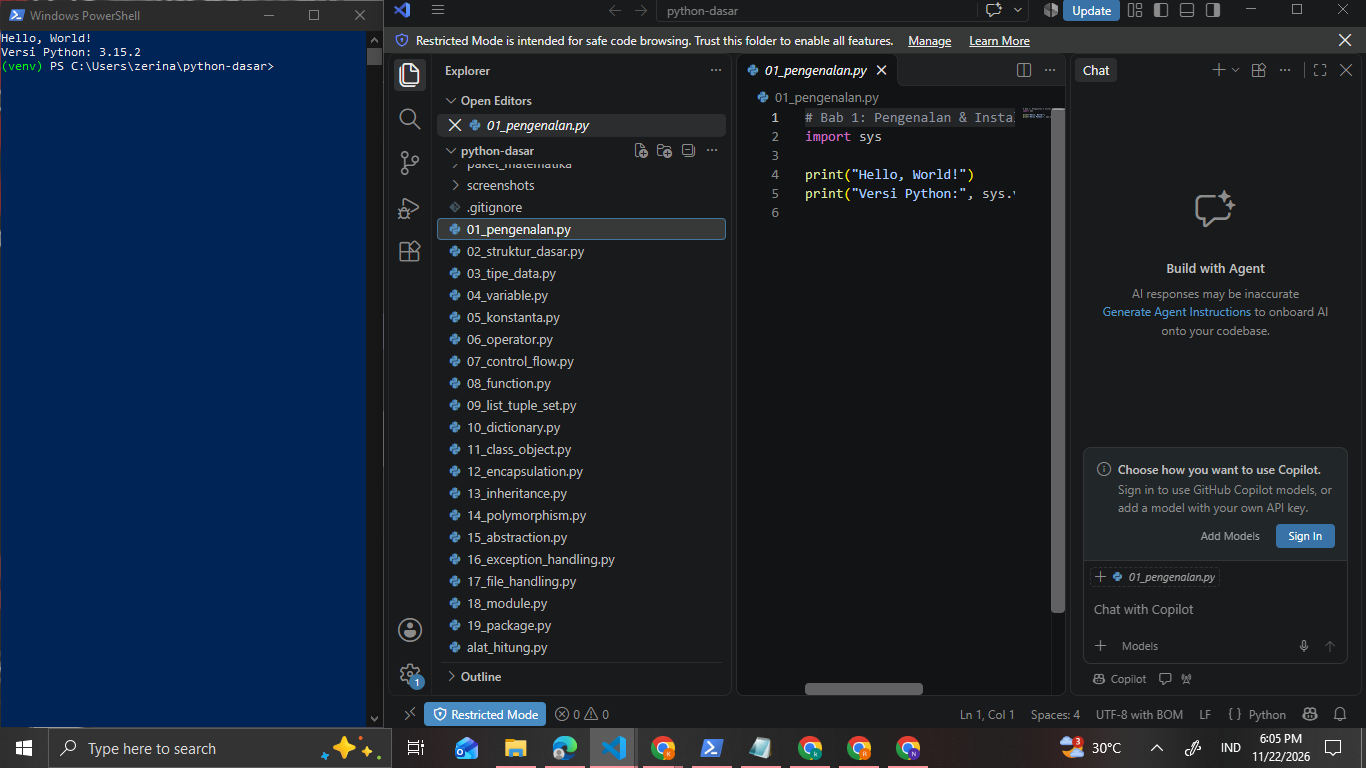 Windows PowerShell
Hello, World!
Versi Python: 3.15.2
(venv) PS C:\Users\zerina\python-dasar>
python-dasar
Update
Restricted Mode is intended for safe code browsing. Trust this folder to enable all features. Manage Learn More
Explorer
Open Editors
01_pengenalan.py
python-dasar
paket_matematika
screenshots
.gitignore
01_pengenalan.py
02_struktur_dasar.py
03_tipe_data.py
04_variable.py
05_konstanta.py
06_operator.py
07_control_flow.py
08_function.py
09_list_tuple_set.py
10_dictionary.py
11_class_object.py
12_encapsulation.py
13_inheritance.py
14_polymorphism.py
15_abstraction.py
16_exception_handling.py
17_file_handling.py
18_module.py
19_package.py
alat_hitung.py
Outline
1
01_pengenalan.py
01_pengenalan.py
1 # Bab 1: Pengenalan & Insta
2 import sys
3
4 print("Hello, World!")
5 print("Versi Python:", sys.v
6
Chat
Build with Agent
AI responses may be inaccurate
Generate Agent Instructions to onboard AI
onto your codebase.
Choose how you want to use Copilot.
Sign in to use GitHub Copilot models, or
add a model with your own API key.
Add Models Sign In
01_pengenalan.py
Chat with Copilot
Models
Copilot
Restricted Mode 0 0 Ln 1, Col 1 Spaces: 4 UTF-8 with BOM LF { } Python
Type here to search
3 30°C IND
6:05 PM
11/22/2026